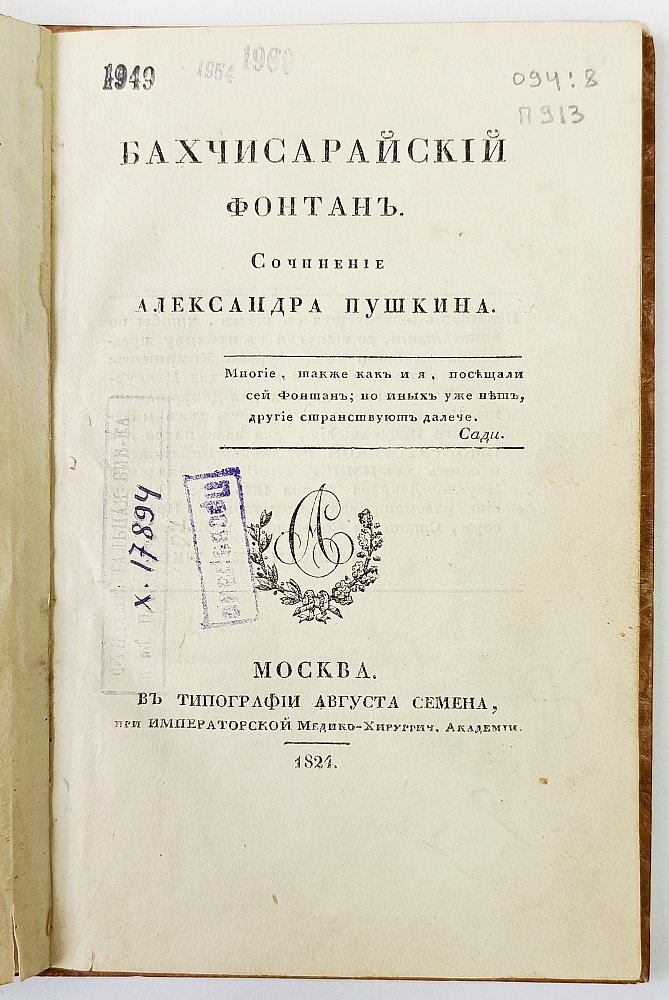 1949
1954
1960
094:8
П 913
БАХЧИСАРАЙСКІЙ
ФОНТАНЪ.
Сочиненіе
АЛЕКСАНДРА ПУШКИНА.
Многіе, также какъ и я, посѣщали
сей Фонтанъ; но иныхъ уже нѣтъ,
другіе странствуютъ далече.
Сади.
X. 17894
МОСКВА.
ВЪ ТИПОГРАФІИ АВГУСТА СЕМЕНА,
при ИМПЕРАТОРСКОЙ Медико-Хирургич. Академіи.
1824.